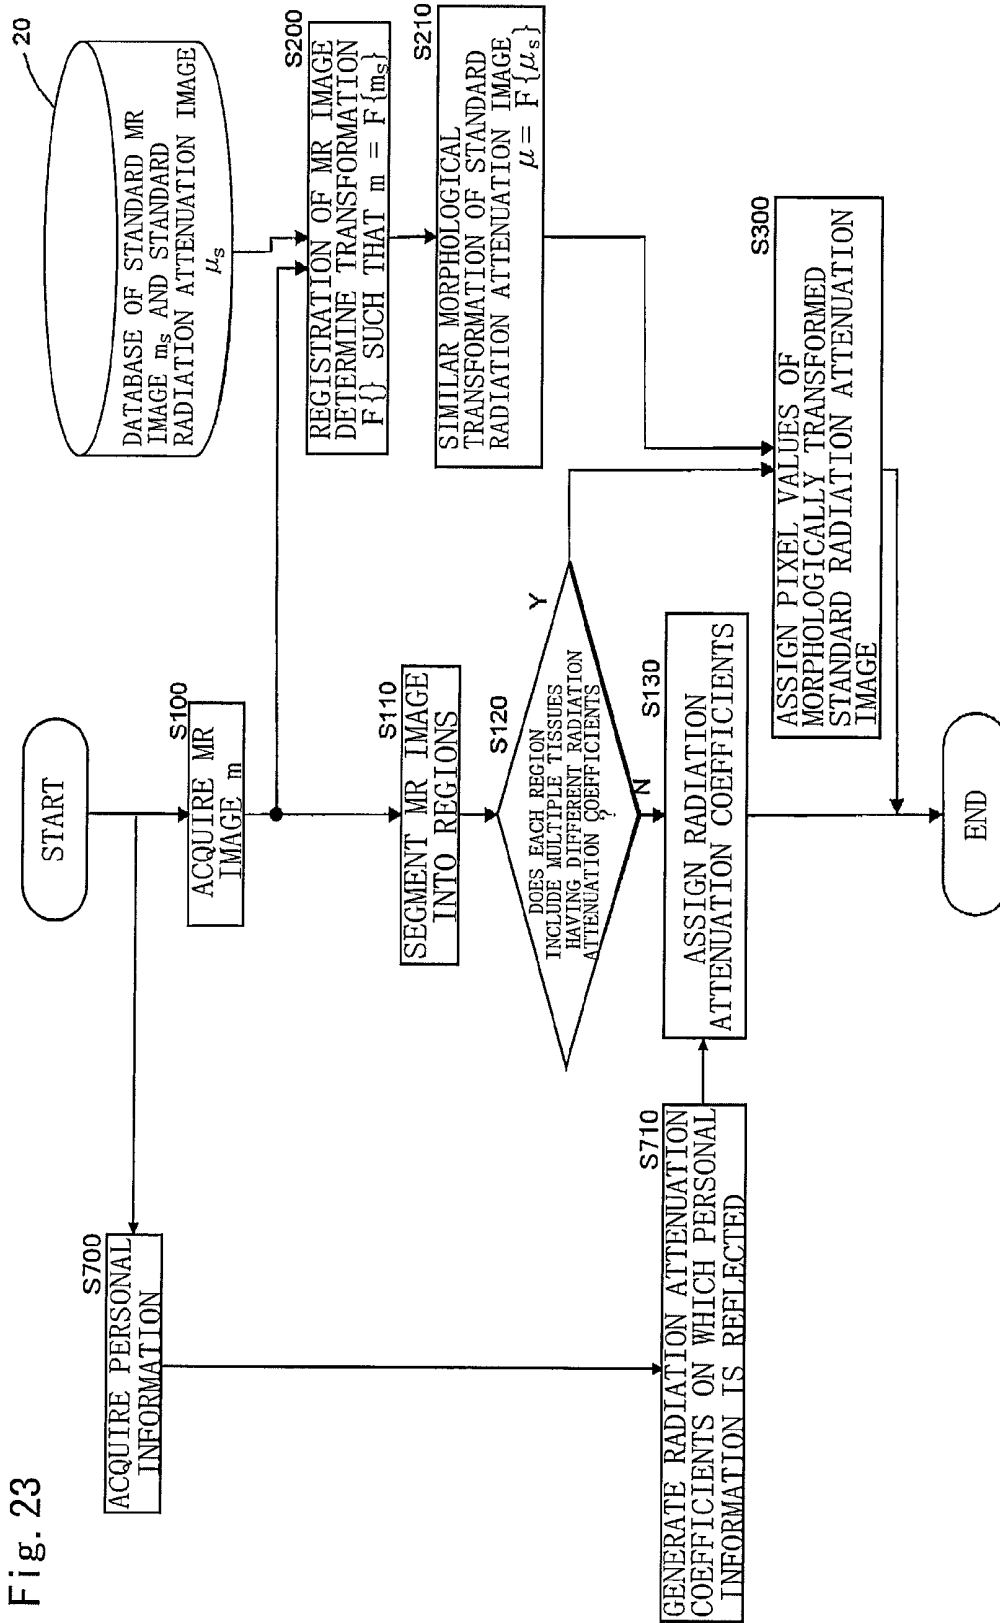 Fig. 23
START
S700
ACQUIRE PERSONAL
INFORMATION
S100
ACQUIRE MR
IMAGE m
20
DATABASE OF STANDARD MR
IMAGE mₛ AND STANDARD
RADIATION ATTENUATION IMAGE
μₛ
S200
REGISTRATION OF MR IMAGE
DETERMINE TRANSFORMATION
F{} SUCH THAT m = F{mₛ}
S110
SEGMENT MR IMAGE
INTO REGIONS
S210
SIMILAR MORPHOLOGICAL
TRANSFORMATION OF STANDARD
RADIATION ATTENUATION IMAGE
μ = F{μₛ}
S120
DOES EACH REGION
INCLUDE MULTIPLE TISSUES
HAVING DIFFERENT RADIATION
ATTENUATION COEFFICIENTS
?
Y
N
S710
GENERATE RADIATION ATTENUATION
COEFFICIENTS ON WHICH PERSONAL
INFORMATION IS REFLECTED
S130
ASSIGN RADIATION
ATTENUATION COEFFICIENTS
S300
ASSIGN PIXEL VALUES OF
MORPHOLOGICALLY TRANSFORMED
STANDARD RADIATION ATTENUATION
IMAGE
END